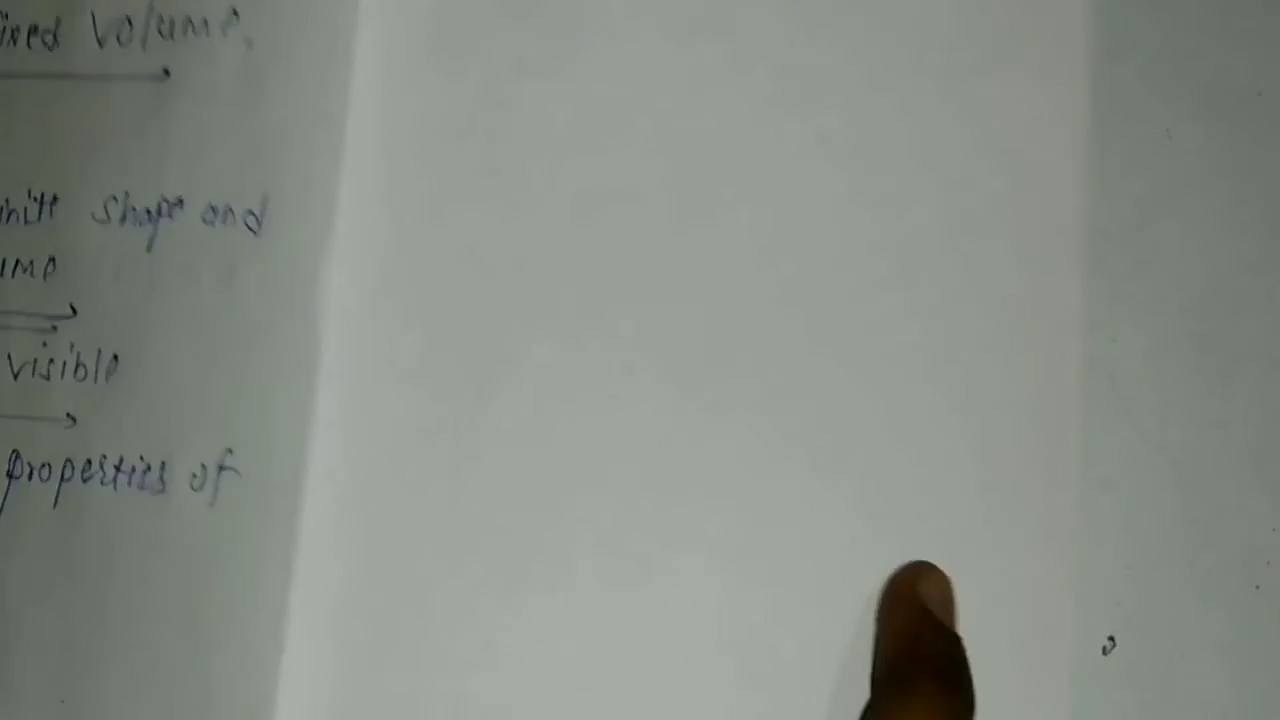 ixed volume.
nite shape and
ume
visible
properties of